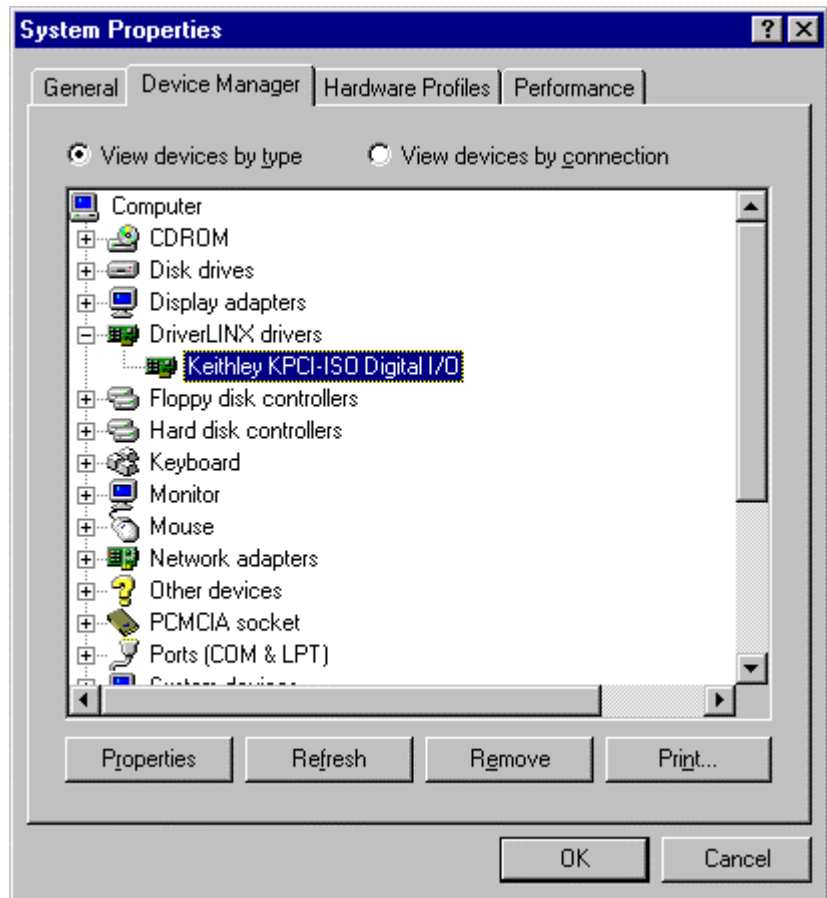 System Properties
General Device Manager Hardware Profiles Performance
View devices by type View devices by connection
Computer
CDROM
Disk drives
Display adapters
DriverLINX drivers
Keithley KPCI-ISO Digital I/O
Floppy disk controllers
Hard disk controllers
Keyboard
Monitor
Mouse
Network adapters
Other devices
PCMCIA socket
Ports (COM & LPT)
System devices
Properties Refresh Remove Print...
OK Cancel